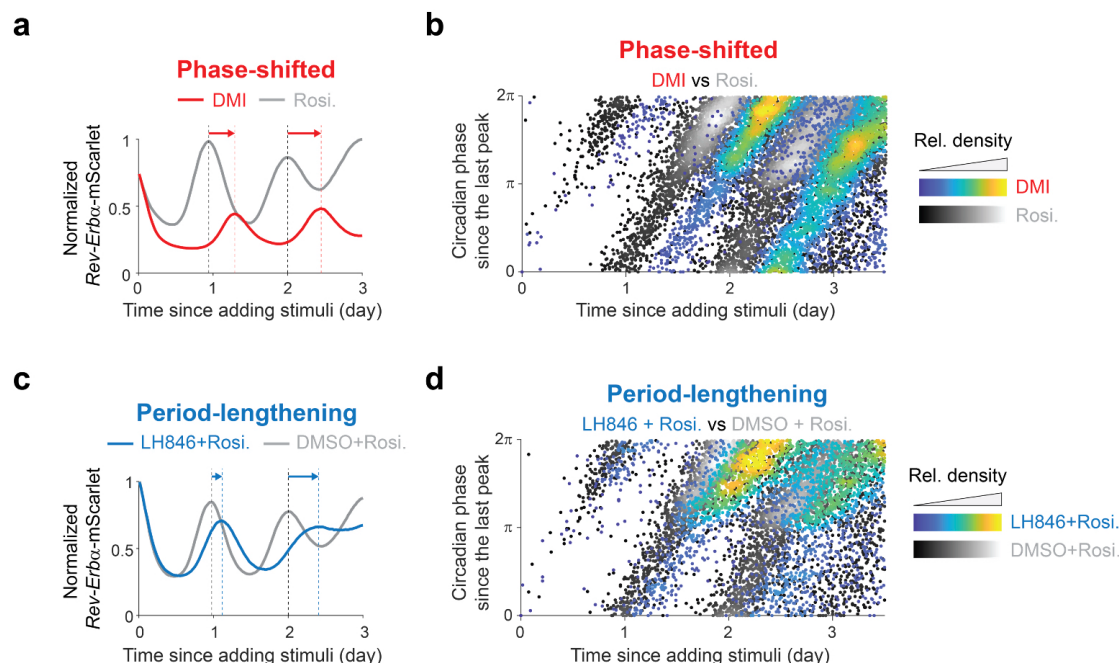 a
Phase-shifted
DMI Rosi.
Normalized
Rev-Erbα-mScarlet
1
0.5
0
0 1 2 3
Time since adding stimuli (day)
b
Phase-shifted
DMI vs Rosi.
Circadian phase
since the last peak
2π
π
0
0 1 2 3
Time since adding stimuli (day)
Rel. density
DMI
Rosi.
c
Period-lengthening
LH846+Rosi. DMSO+Rosi.
Normalized
Rev-Erbα-mScarlet
1
0.5
0
0 1 2 3
Time since adding stimuli (day)
d
Period-lengthening
LH846 + Rosi. vs DMSO + Rosi.
Circadian phase
since the last peak
2π
π
0
0 1 2 3
Time since adding stimuli (day)
Rel. density
LH846+Rosi.
DMSO+Rosi.